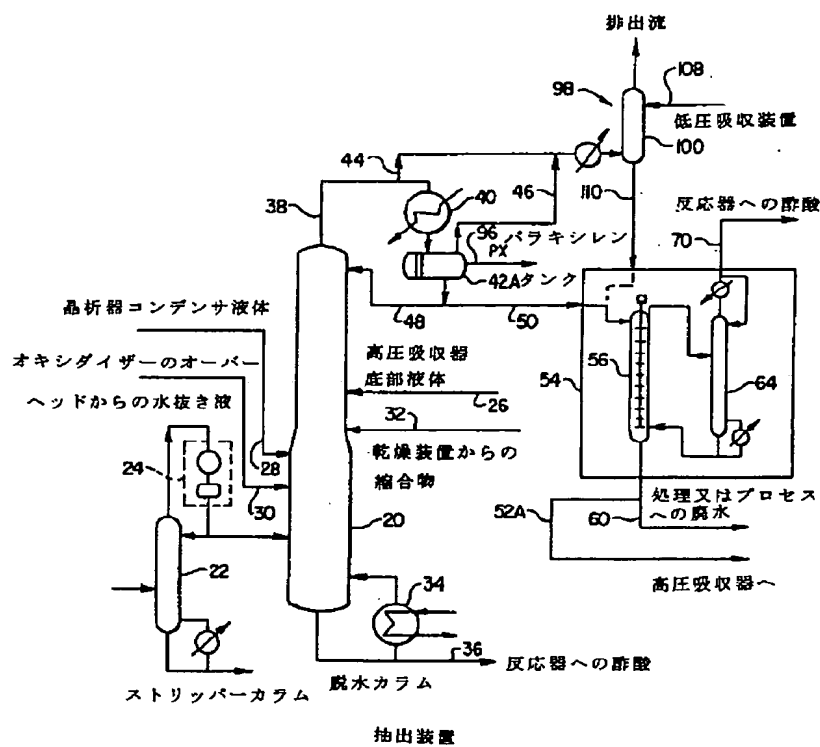 排出流
98
108
低圧吸収装置
100
44
46
110
反応器への酢酸
70
38
40
96
パラキシレン
PX
42Aタンク
晶析器コンデンサ液体
48
50
オキシダイザーのオーバー
高圧吸収器
ヘッドからの水抜き液
底部液体
56
54
64
26
32
24
28
乾燥装置からの
縮合物
30
20
処理又はプロセス
への廃水
52A
60
22
34
高圧吸収器へ
36
反応器への酢酸
脱水カラム
ストリッパーカラム
抽出装置